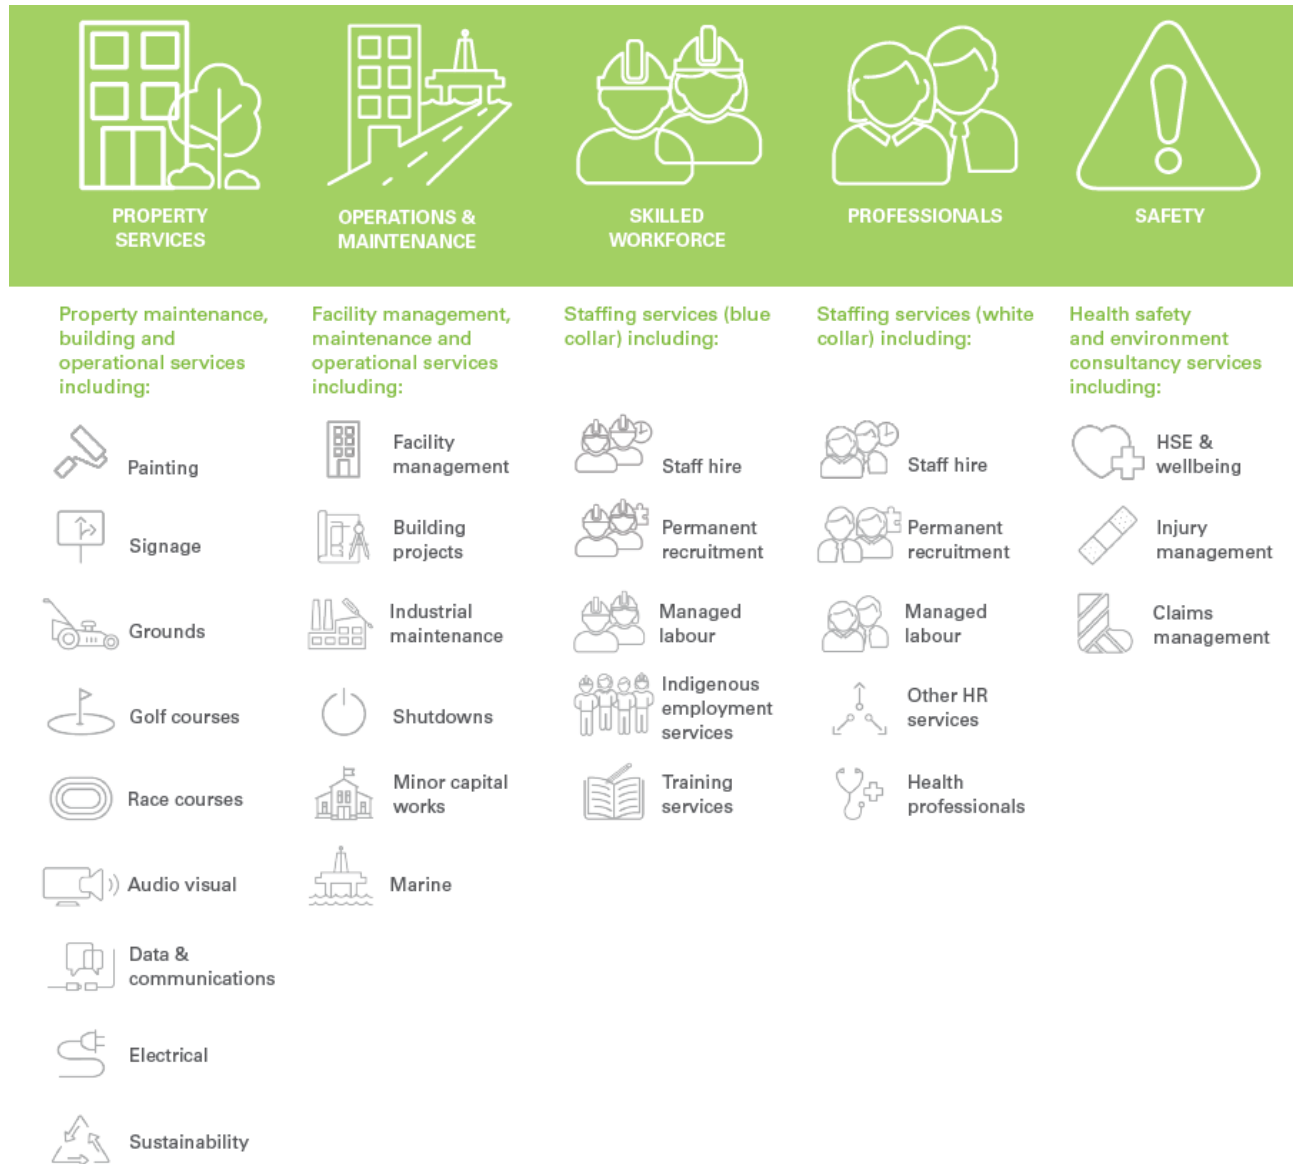 PROPERTY
SERVICES
OPERATIONS &
MAINTENANCE
SKILLED
WORKFORCE
PROFESSIONALS
SAFETY
Property maintenance,
building and
operational services
including:
Painting
Signage
Grounds
Golf courses
Race courses
Audio visual
Data &
communications
Electrical
Sustainability
Facility management,
maintenance and
operational services
including:
Facility
management
Building
projects
Industrial
maintenance
Shutdowns
Minor capital
works
Marine
Staffing services (blue
collar) including:
Staff hire
Permanent
recruitment
Managed
labour
Indigenous
employment
services
Training
services
Staffing services (white
collar) including:
Staff hire
Permanent
recruitment
Managed
labour
Other HR
services
Health
professionals
Health safety
and environment
consultancy services
including:
HSE &
wellbeing
Injury
management
Claims
management